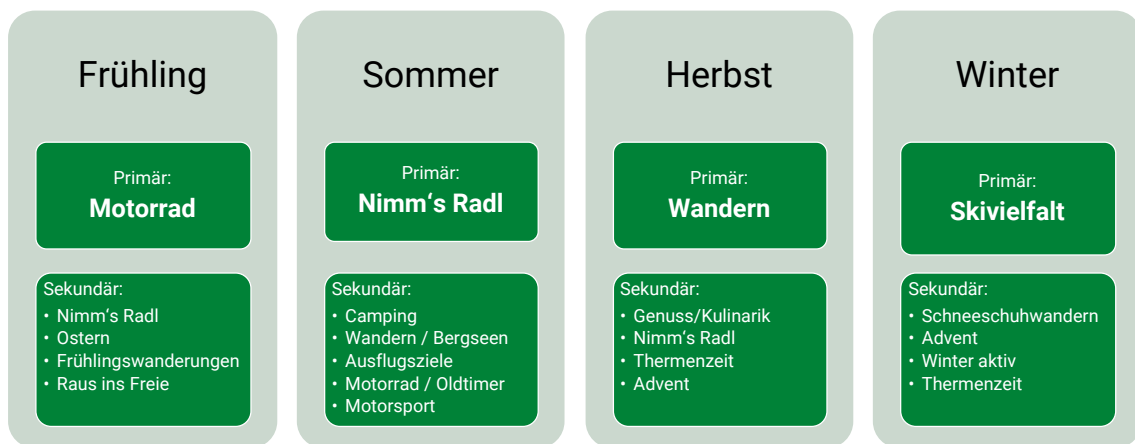 Frühling
Primär:
Motorrad
Sekundär:
• Nimm‘s Radl
• Ostern
• Frühlingswanderungen
• Raus ins Freie
Sommer
Primär:
Nimm‘s Radl
Sekundär:
• Camping
• Wandern / Bergseen
• Ausflugsziele
• Motorrad / Oldtimer
• Motorsport
Herbst
Primär:
Wandern
Sekundär:
• Genuss/Kulinarik
• Nimm‘s Radl
• Thermenzeit
• Advent
Winter
Primär:
Skivielfalt
Sekundär:
• Schneeschuhwandern
• Advent
• Winter aktiv
• Thermenzeit